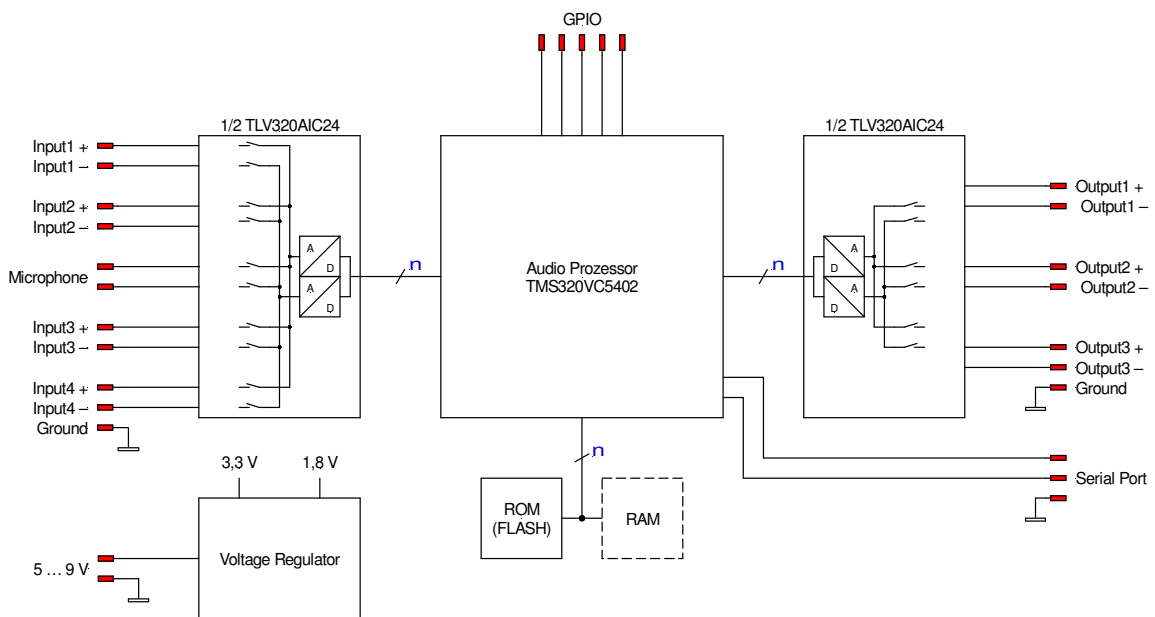 GPIO
1/2 TLV320AIC24
1/2 TLV320AIC24
Input1 +
Input1 –
Input2 +
Input2 –
Microphone
Input3 +
Input3 –
Input4 +
Input4 –
Ground
A
D
A
D
n
Audio Prozessor
TMS320VC5402
n
A
D
A
D
Output1 +
Output1 –
Output2 +
Output2 –
Output3 +
Output3 –
Ground
Serial Port
n
ROM
(FLASH)
RAM
3,3 V
1,8 V
Voltage Regulator
5 ... 9 V